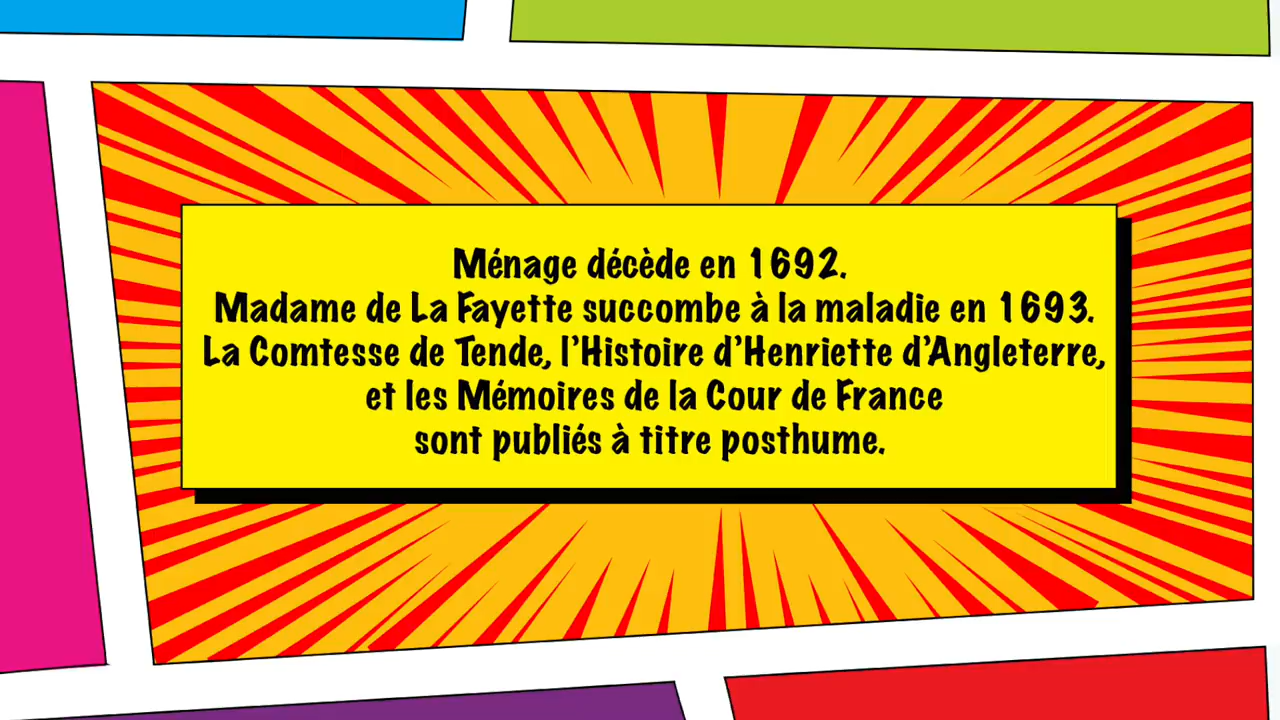 Ménage décède en 1692.
Madame de La Fayette succombe à la maladie en 1693.
La Comtesse de Tende, l’Histoire d’Henriette d’Angleterre,
et les Mémoires de la Cour de France
sont publiés à titre posthume.